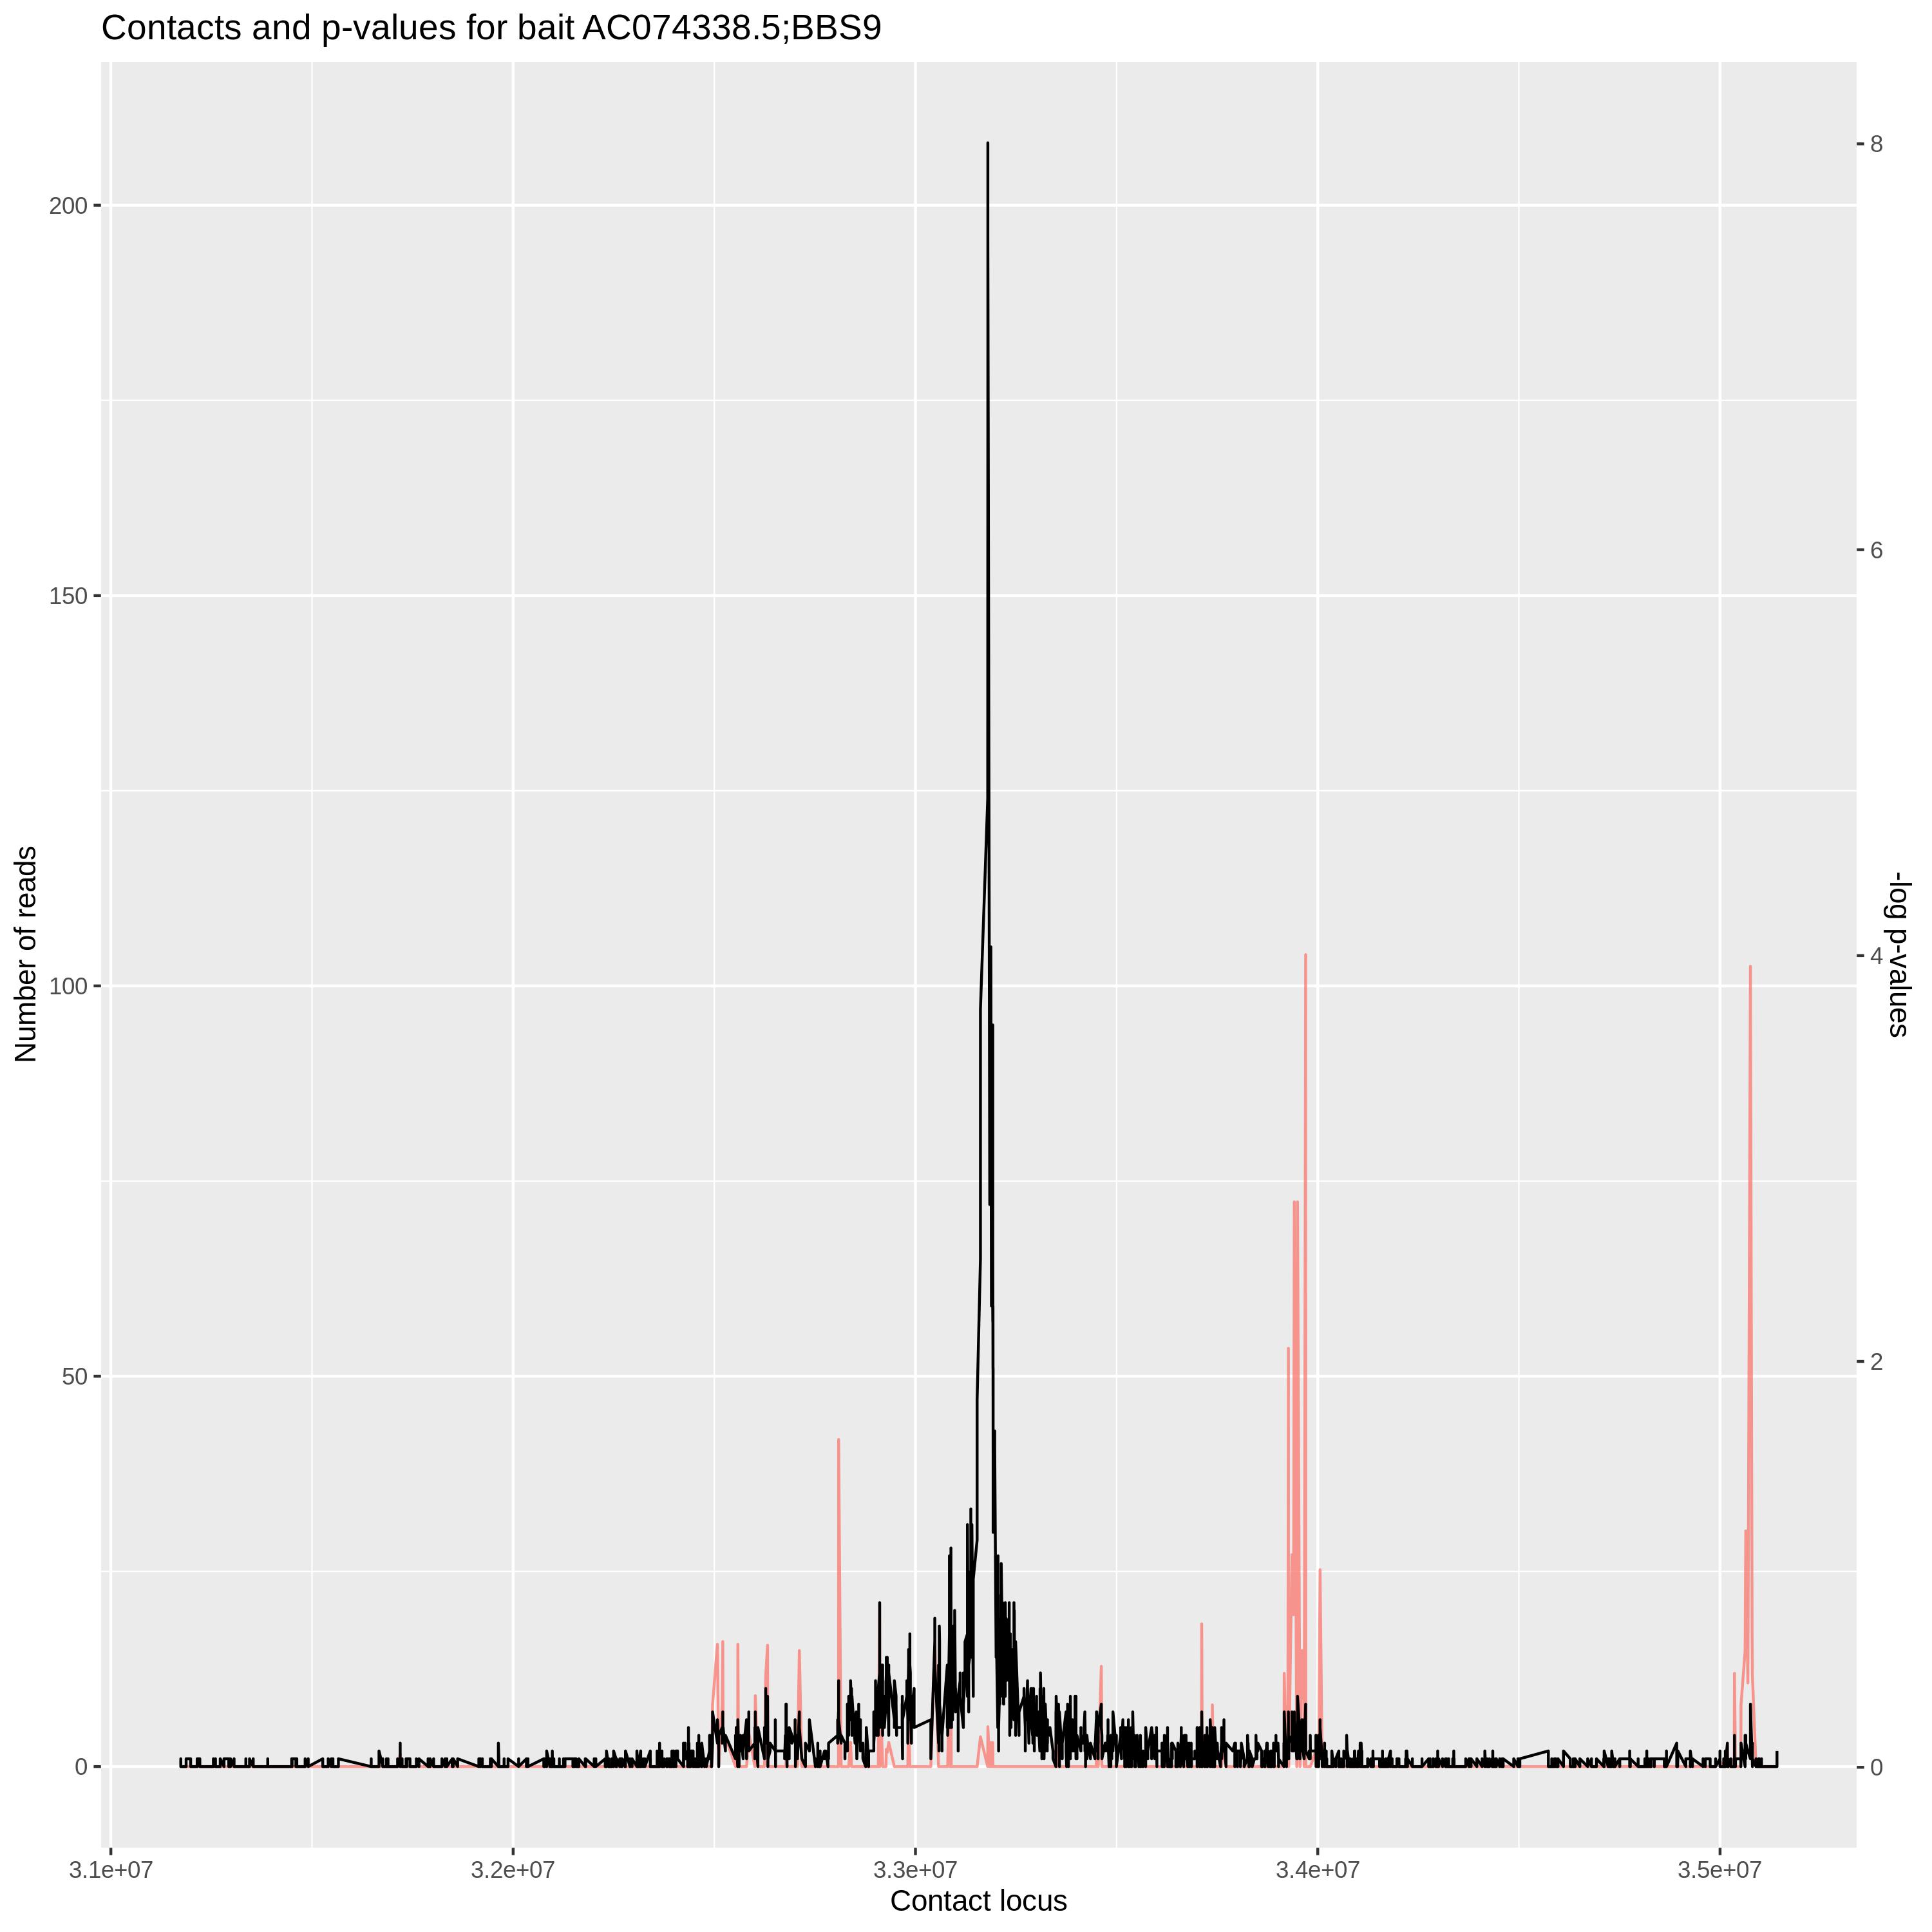 Contacts and p-values for bait AC074338.5;BBS9
200
150
100
50
0
Number of reads
8
6
4
2
0
-log p-values
3.1e+07
3.2e+07
3.3e+07
3.4e+07
3.5e+07
Contact locus